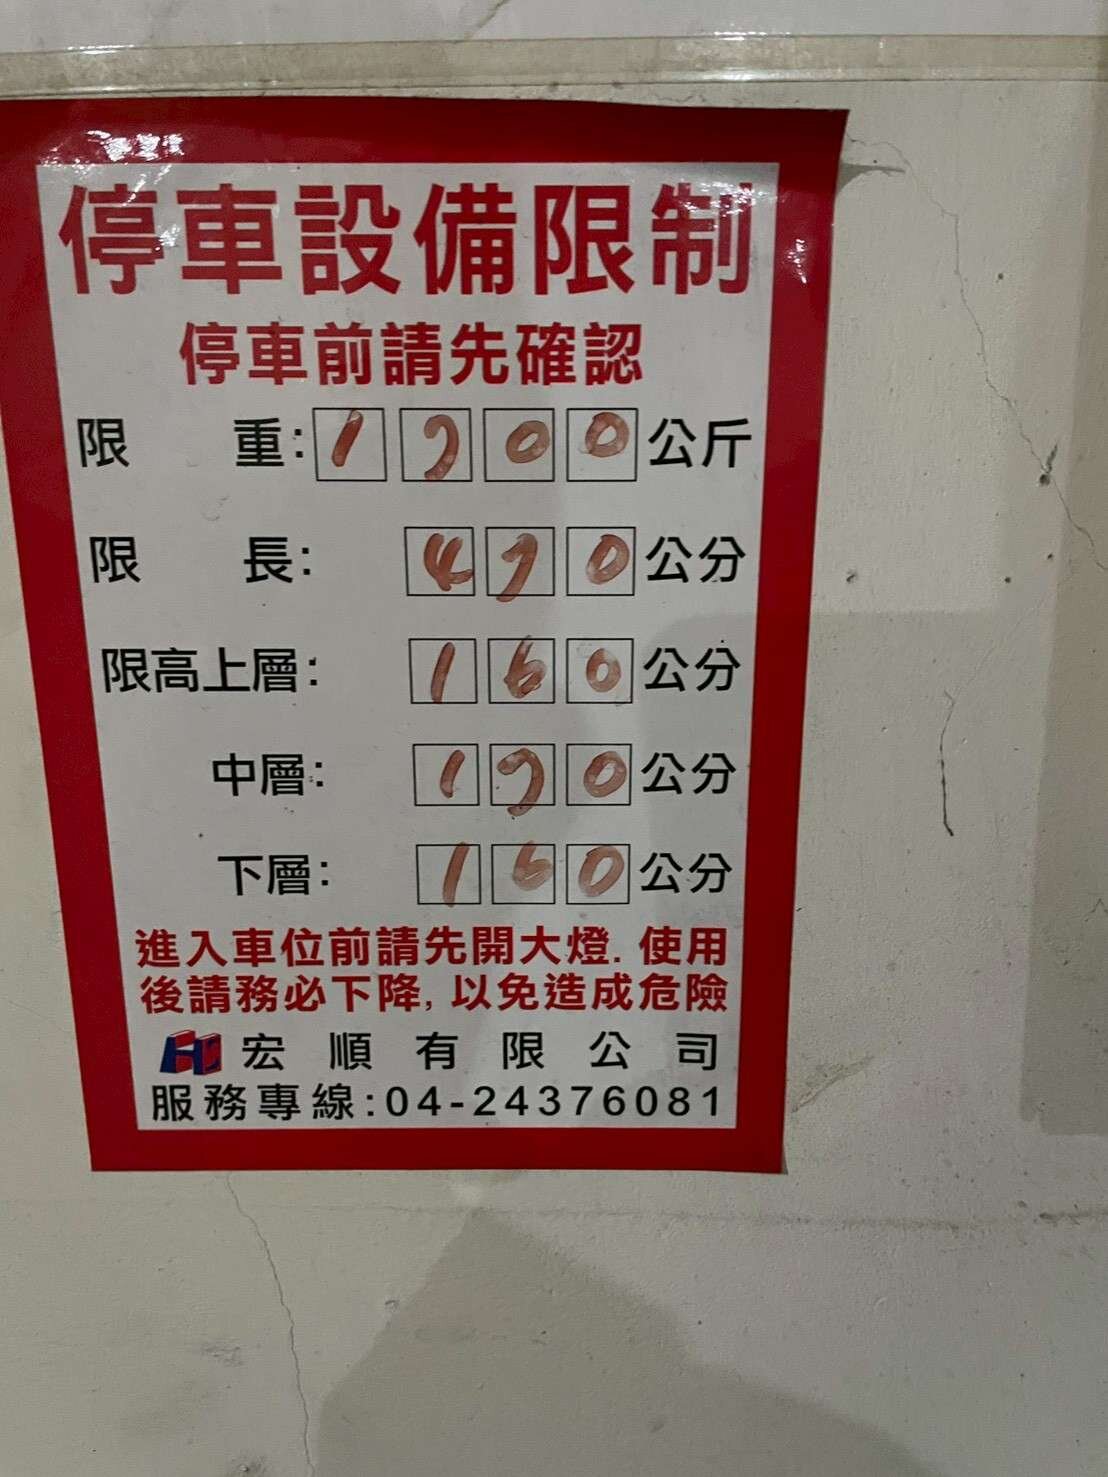 停車設備限制
停車前請先確認
限 重: 1700 公斤
限 長: 470 公分
限高上層: 160 公分
中層: 170 公分
下層: 160 公分
進入車位前請先開大燈. 使用
後請務必下降, 以免造成危險
宏順有限公司
服務專線:04-24376081